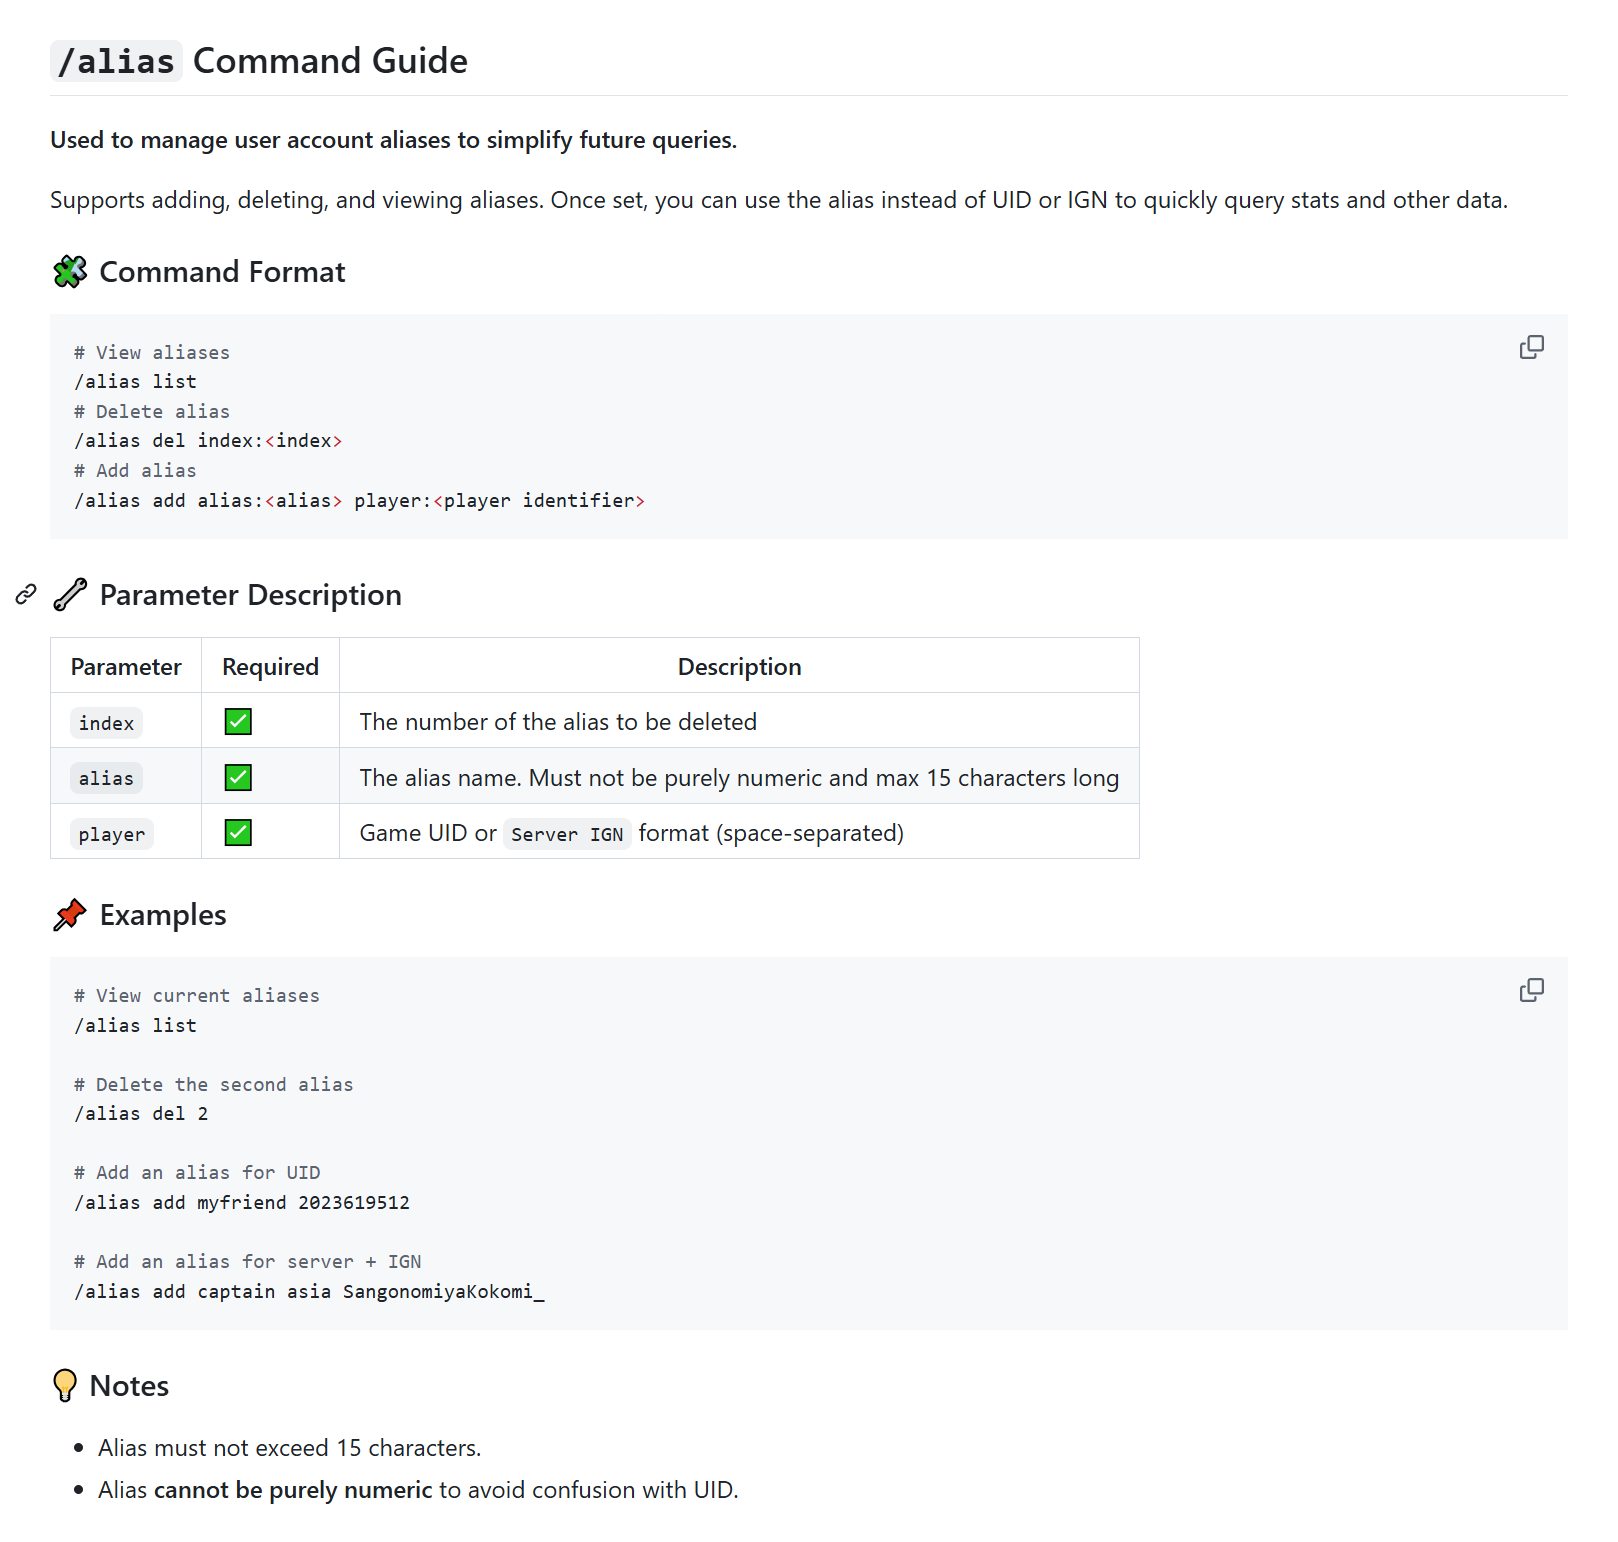 /alias Command Guide
Used to manage user account aliases to simplify future queries.
Supports adding, deleting, and viewing aliases. Once set, you can use the alias instead of UID or IGN to quickly query stats and other data.
Command Format
# View aliases
/alias list
# Delete alias
/alias del index:<index>
# Add alias
/alias add alias:<alias> player:<player identifier>
Parameter Description
Parameter Required Description
index ✅ The number of the alias to be deleted
alias ✅ The alias name. Must not be purely numeric and max 15 characters long
player ✅ Game UID or Server IGN format (space-separated)
Examples
# View current aliases
/alias list
# Delete the second alias
/alias del 2
# Add an alias for UID
/alias add myfriend 2023619512
# Add an alias for server + IGN
/alias add captain asia SangonomiyaKokomi_
Notes
• Alias must not exceed 15 characters.
• Alias cannot be purely numeric to avoid confusion with UID.